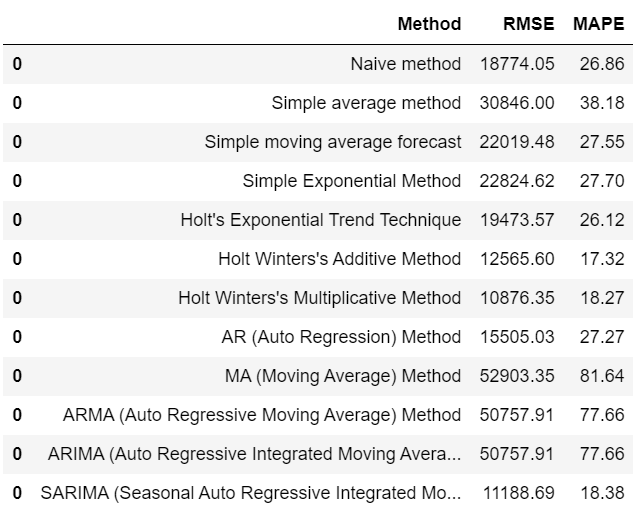 Method RMSE MAPE
0 Naive method 18774.05 26.86
0 Simple average method 30846.00 38.18
0 Simple moving average forecast 22019.48 27.55
0 Simple Exponential Method 22824.62 27.70
0 Holt's Exponential Trend Technique 19473.57 26.12
0 Holt Winters's Additive Method 12565.60 17.32
0 Holt Winters's Multiplicative Method 10876.35 18.27
0 AR (Auto Regression) Method 15505.03 27.27
0 MA (Moving Average) Method 52903.35 81.64
0 ARMA (Auto Regressive Moving Average) Method 50757.91 77.66
0 ARIMA (Auto Regressive Integrated Moving Avera... 50757.91 77.66
0 SARIMA (Seasonal Auto Regressive Integrated Mo... 11188.69 18.38